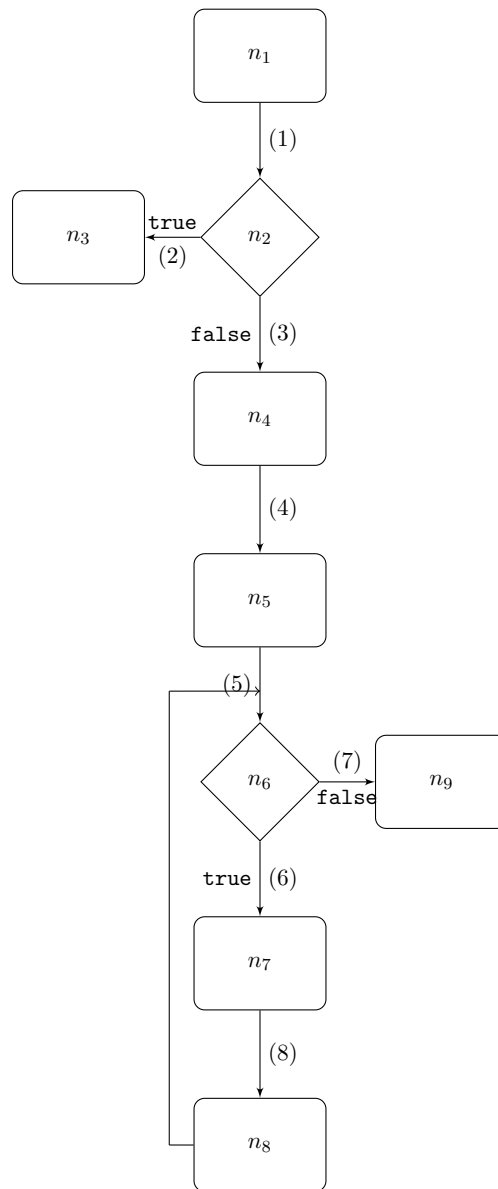 n₁
(1)
n₂
true
(2)
n₃
false (3)
n₄
(4)
n₅
(5)
n₆
(7)
false
n₉
true (6)
n₇
(8)
n₈